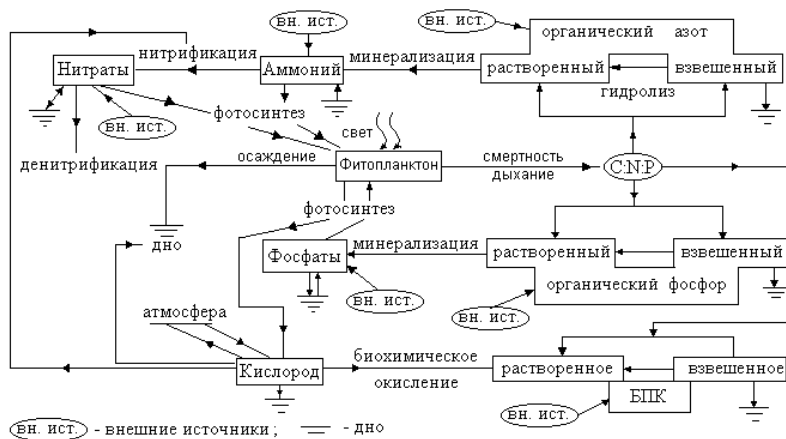 вн. ист.
вн. ист.
органический азот
нитрификация
минерализация
Нитраты
Аммоний
растворенный
взвешенный
гидролиз
вн. ист.
фотосинтез
свет
денитрификация
осаждение
Фитопланктон
смертность
дыхание
C:N:P
фотосинтез
дно
минерализация
растворенный
взвешенный
Фосфаты
вн. ист.
органический фосфор
вн. ист.
атмосфера
Кислород
биохимическое
окисление
растворенное
взвешенное
БПК
вн. ист.
вн. ист. - внешние источники ; - дно